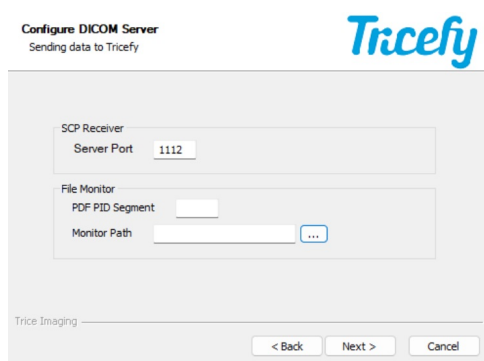 Configure DICOM Server
Sending data to Tricefy
Tricefy
SCP Receiver
Server Port 1112
File Monitor
PDF PID Segment
Monitor Path ...
Trice Imaging
< Back Next > Cancel